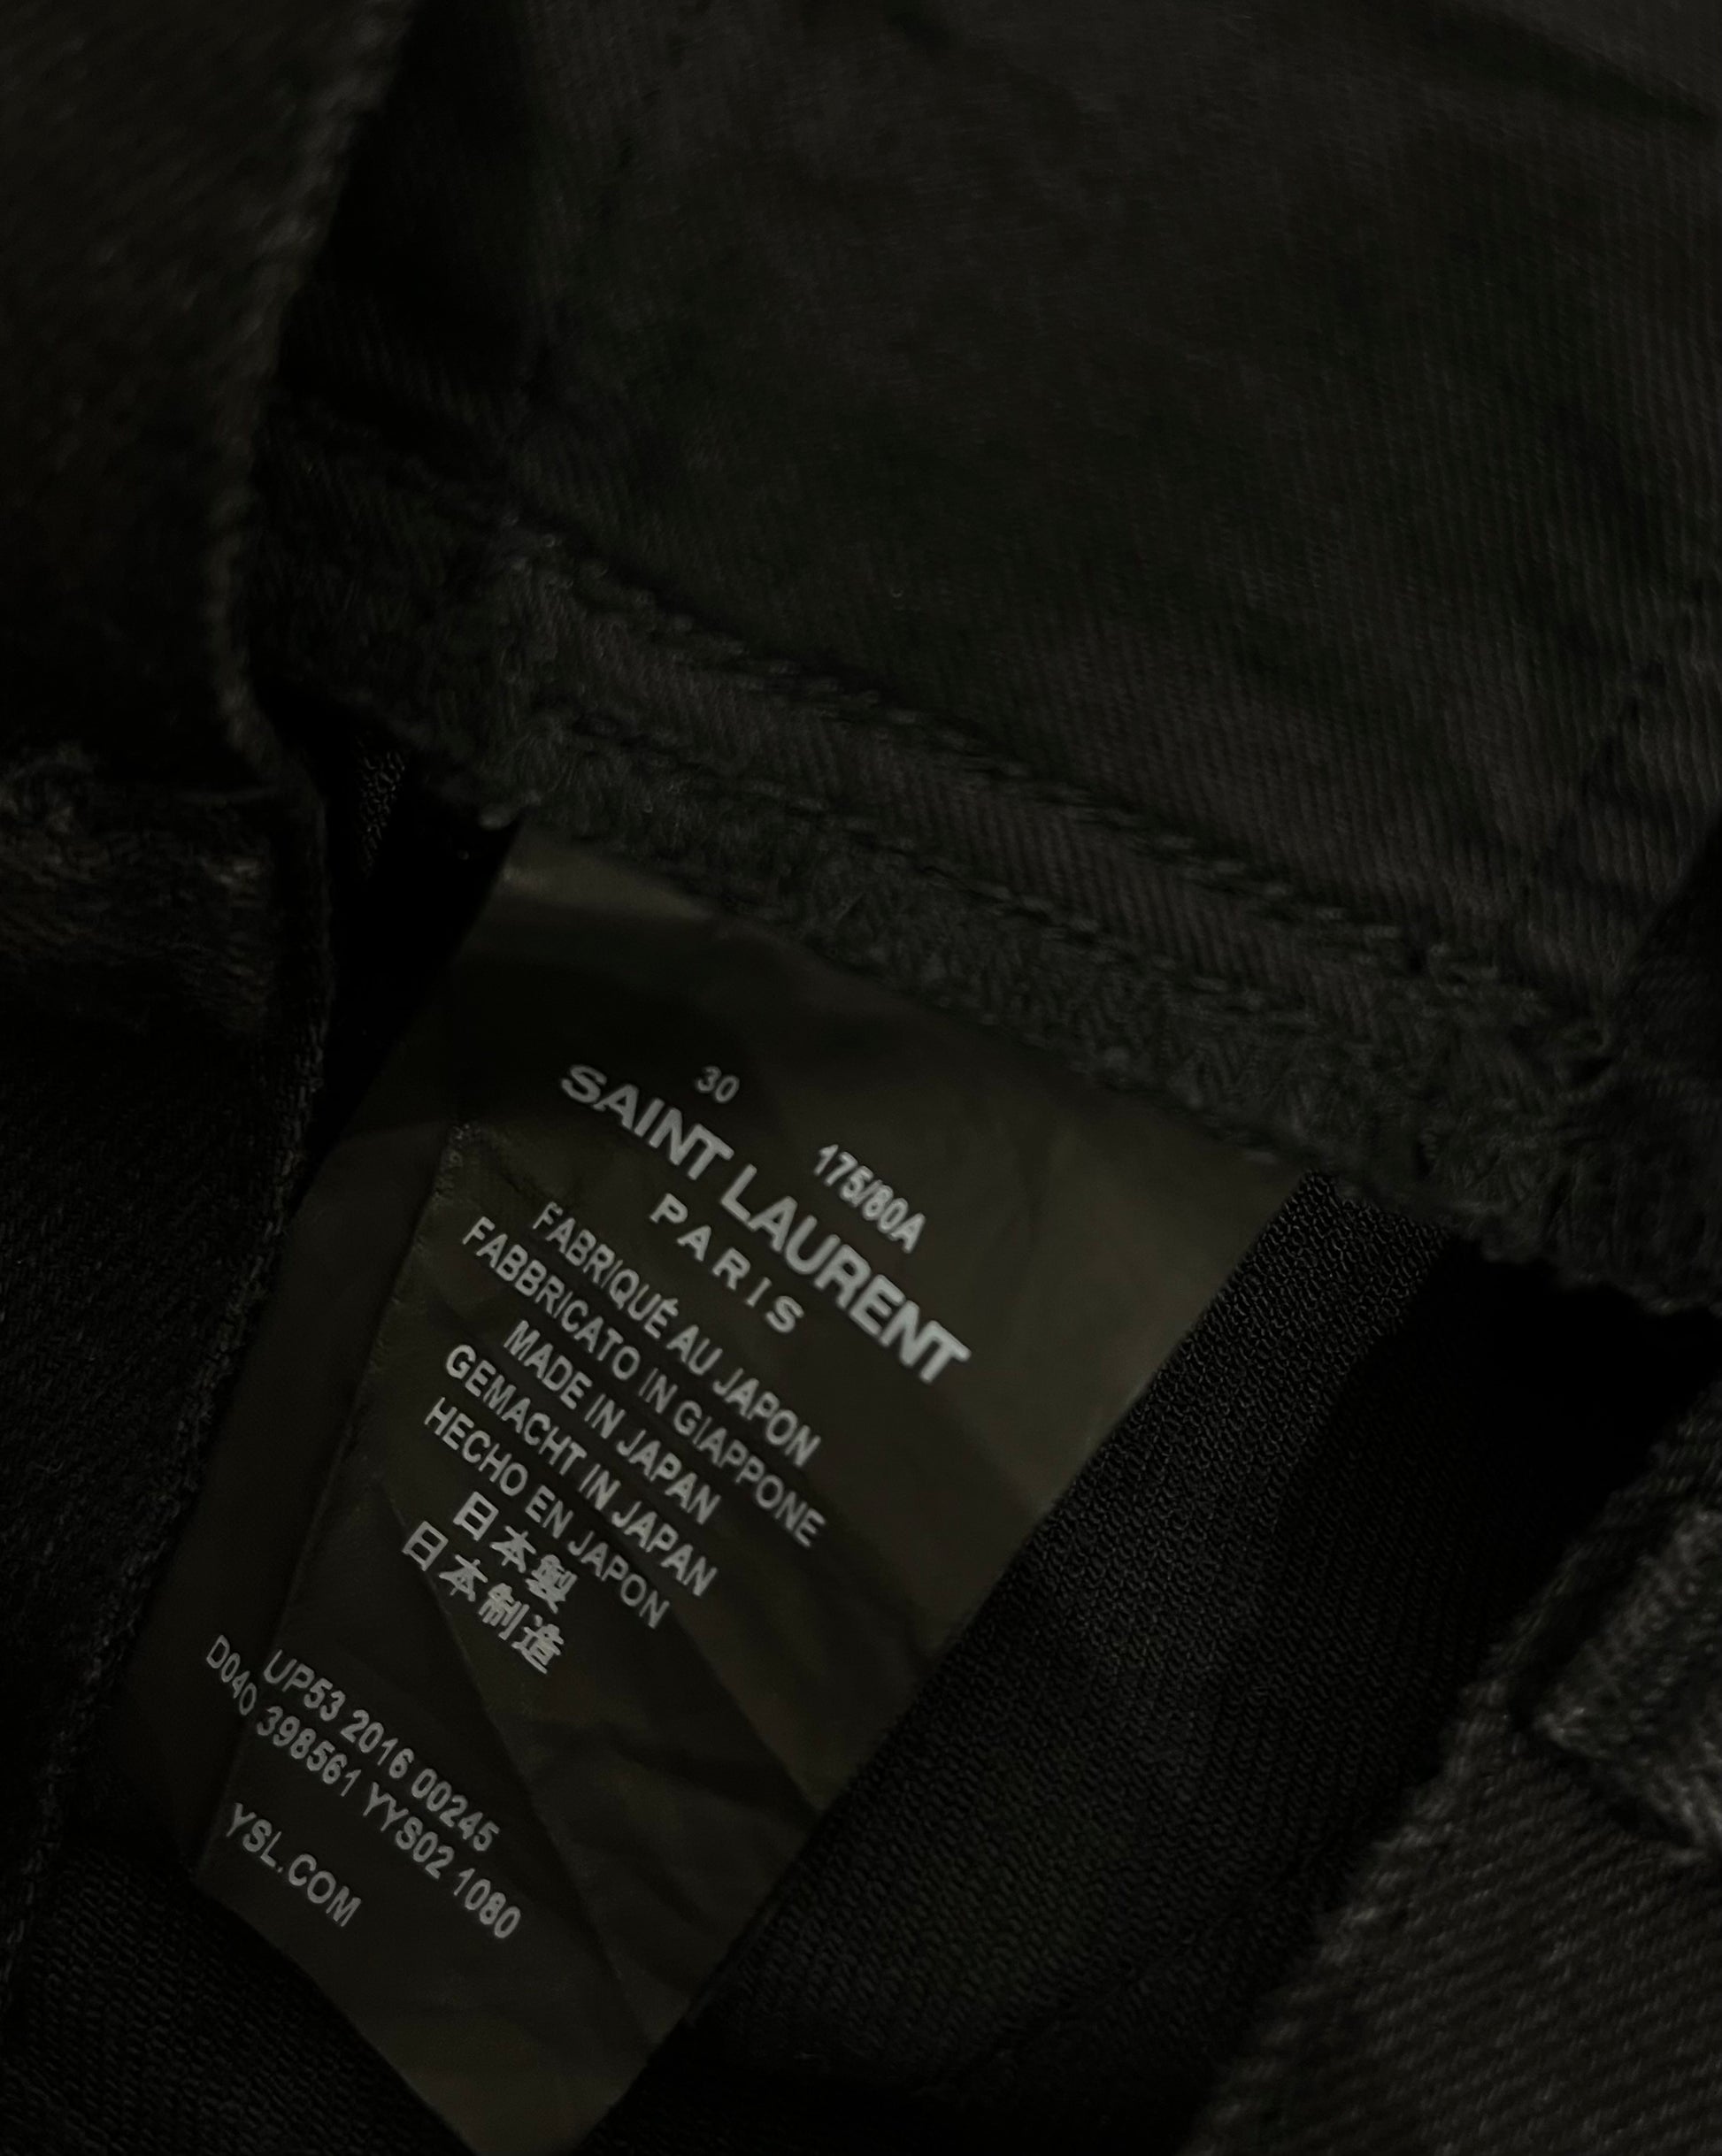 30
175/80A
SAINT LAURENT
PARIS
FABRIQUÉ AU JAPON
FABBRICATO IN GIAPPONE
MADE IN JAPAN
GEMACHT IN JAPAN
HECHO EN JAPON
日本製
日本制造
UP53 2016 00245
D040 398561 YYS02 1080
YSL.COM